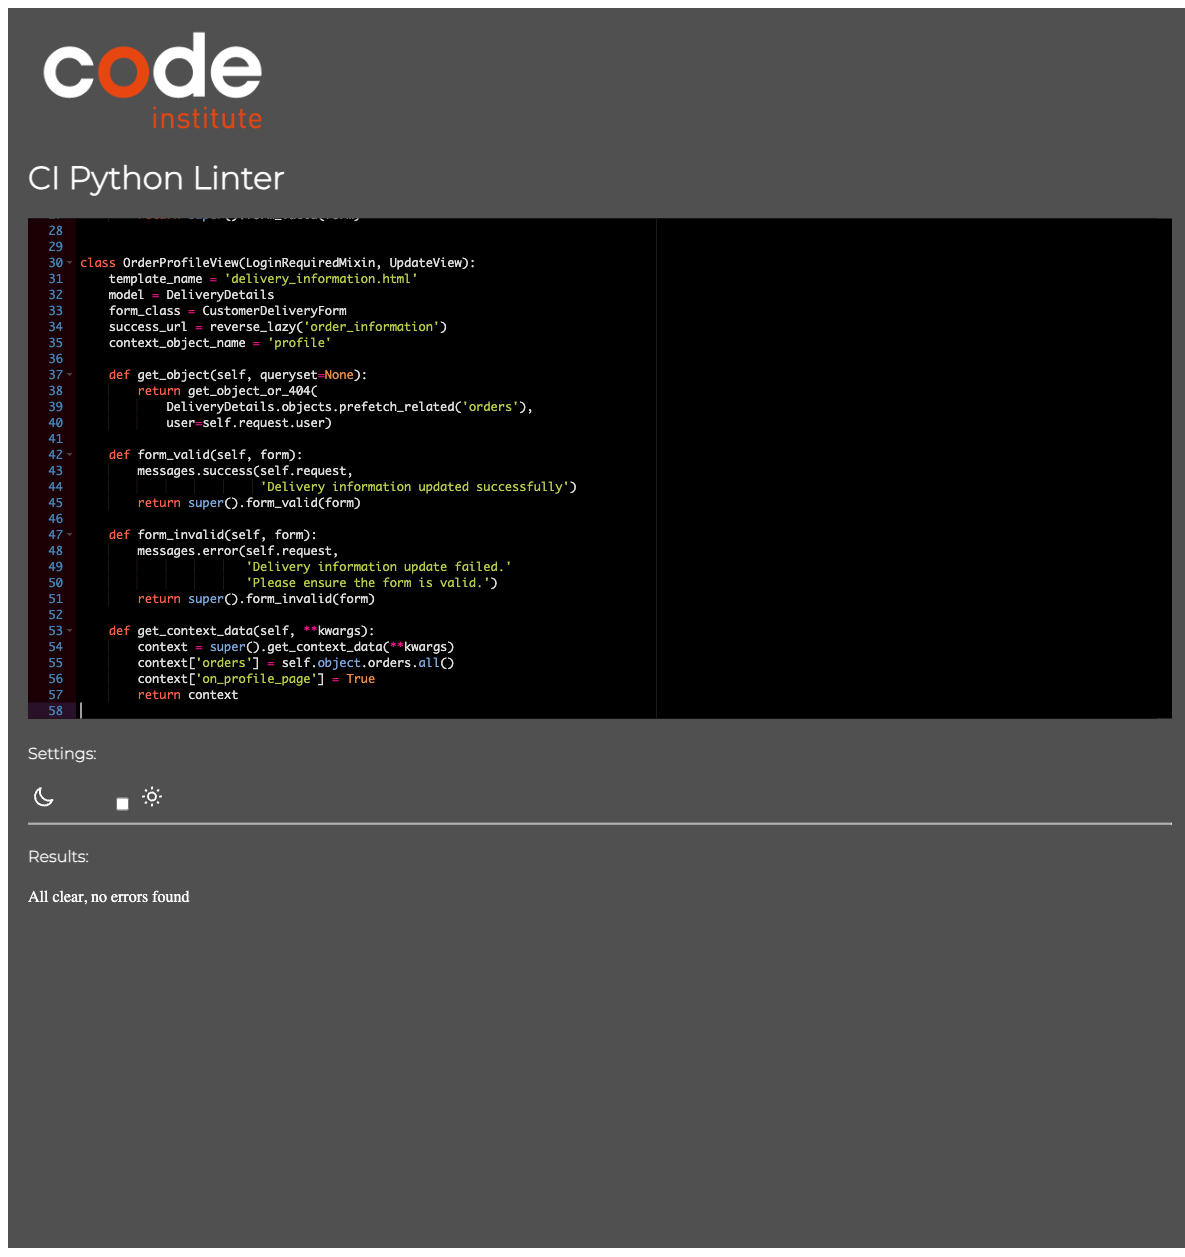 code
institute
CI Python Linter
28
29
30 class OrderProfileView(LoginRequiredMixin, UpdateView):
31     template_name = 'delivery_information.html'
32     model = DeliveryDetails
33     form_class = CustomerDeliveryForm
34     success_url = reverse_lazy('order_information')
35     context_object_name = 'profile'
36
37     def get_object(self, queryset=None):
38         return get_object_or_404(
39             DeliveryDetails.objects.prefetch_related('orders'),
40             user=self.request.user)
41
42     def form_valid(self, form):
43         messages.success(self.request,
44                          'Delivery information updated successfully')
45         return super().form_valid(form)
46
47     def form_invalid(self, form):
48         messages.error(self.request,
49                        'Delivery information update failed.'
50                        'Please ensure the form is valid.')
51         return super().form_invalid(form)
52
53     def get_context_data(self, **kwargs):
54         context = super().get_context_data(**kwargs)
55         context['orders'] = self.object.orders.all()
56         context['on_profile_page'] = True
57         return context
58
Settings:
Results:
All clear, no errors found